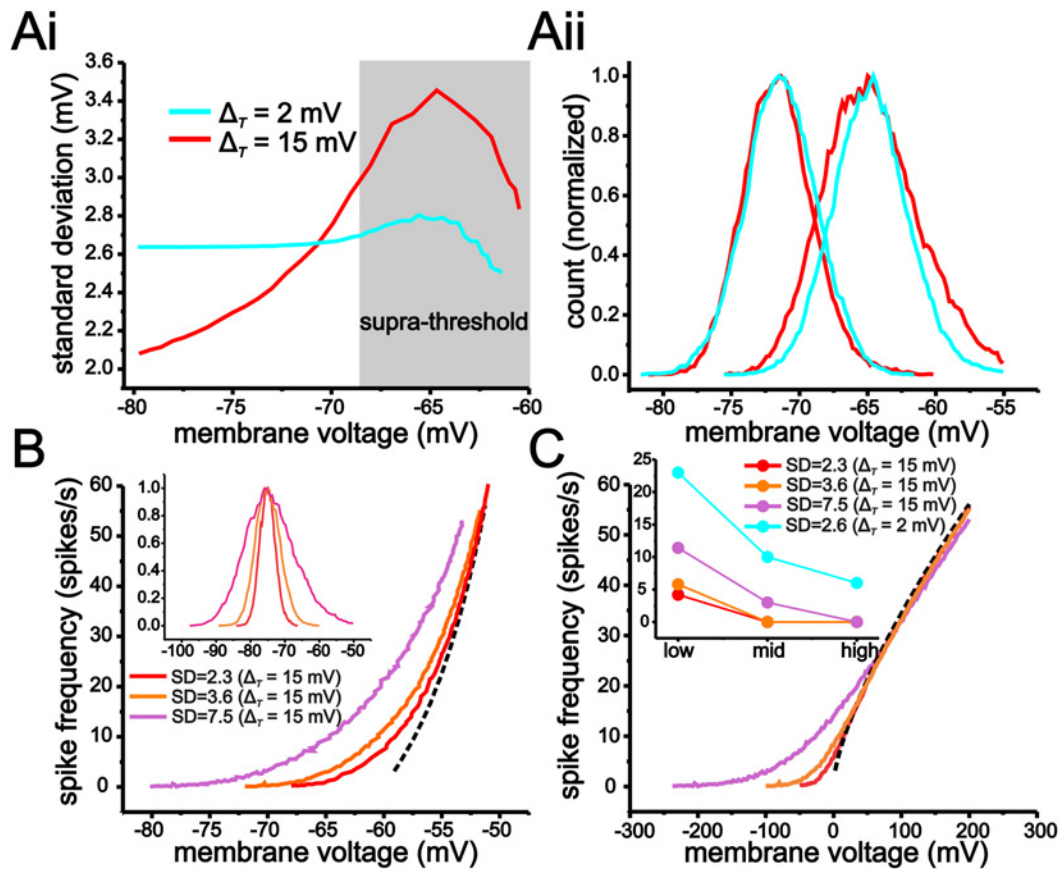 Ai
standard deviation (mV)
3.6
3.4
3.2
3.0
2.8
2.6
2.4
2.2
2.0
ΔT = 2 mV
ΔT = 15 mV
supra-threshold
-80 -75 -70 -65 -60
membrane voltage (mV)
Aii
count (normalized)
1.0
0.8
0.6
0.4
0.2
0.0
-80 -75 -70 -65 -60 -55
membrane voltage (mV)
B
spike frequency (spikes/s)
60
50
40
30
20
10
0
1.0
0.8
0.6
0.4
0.2
0.0
-100 -90 -80 -70 -60 -50
SD=2.3 (ΔT = 15 mV)
SD=3.6 (ΔT = 15 mV)
SD=7.5 (ΔT = 15 mV)
-80 -75 -70 -65 -60 -55 -50
membrane voltage (mV)
C
spike frequency (spikes/s)
60
50
40
30
20
10
0
25
20
15
10
5
0
low mid high
SD=2.3 (ΔT = 15 mV)
SD=3.6 (ΔT = 15 mV)
SD=7.5 (ΔT = 15 mV)
SD=2.6 (ΔT = 2 mV)
-300 -200 -100 0 100 200 300
membrane voltage (mV)